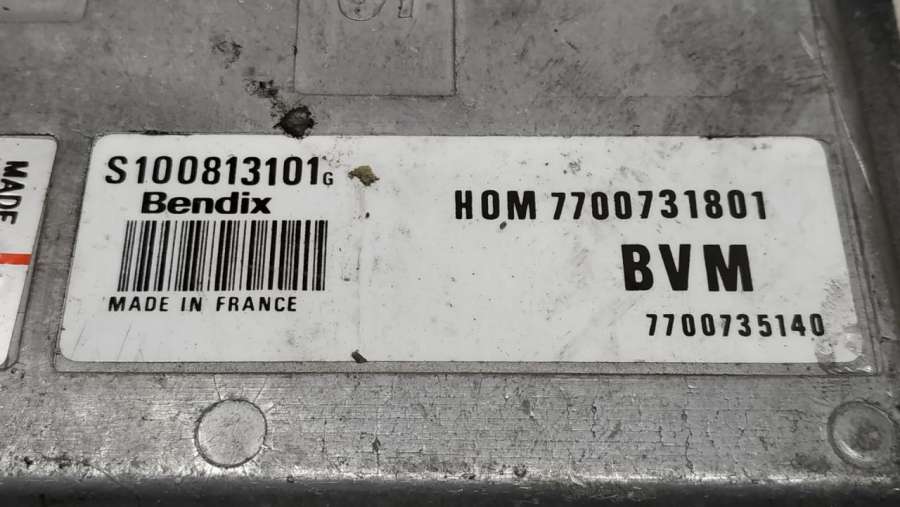 MADE
S100813101G
Bendix
MADE IN FRANCE
HOM 7700731801
BVM
7700735140